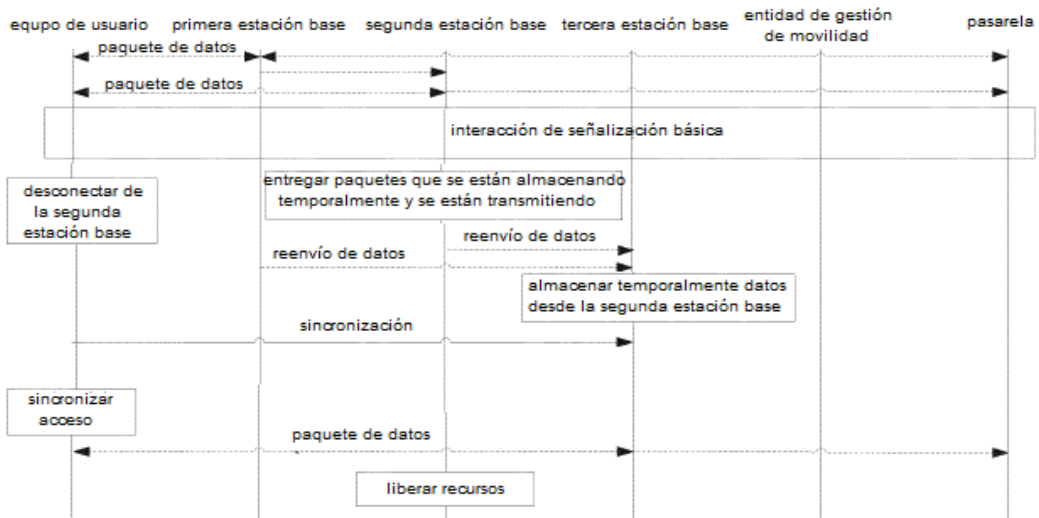 equpo de usuario
primera estación base
segunda estación base
tercera estación base
entidad de gestión
de movilidad
pasarela
paquete de datos
paquete de datos
interacción de señalización básica
desconectar de
la segunda
estación base
entregar paquetes que se están almacenando
temporalmente y se están transmitiendo
reenvío de datos
reenvío de datos
almacenar temporalmente datos
desde la segunda estación base
sincronización
sincronizar
acceso
paquete de datos
liberar recursos